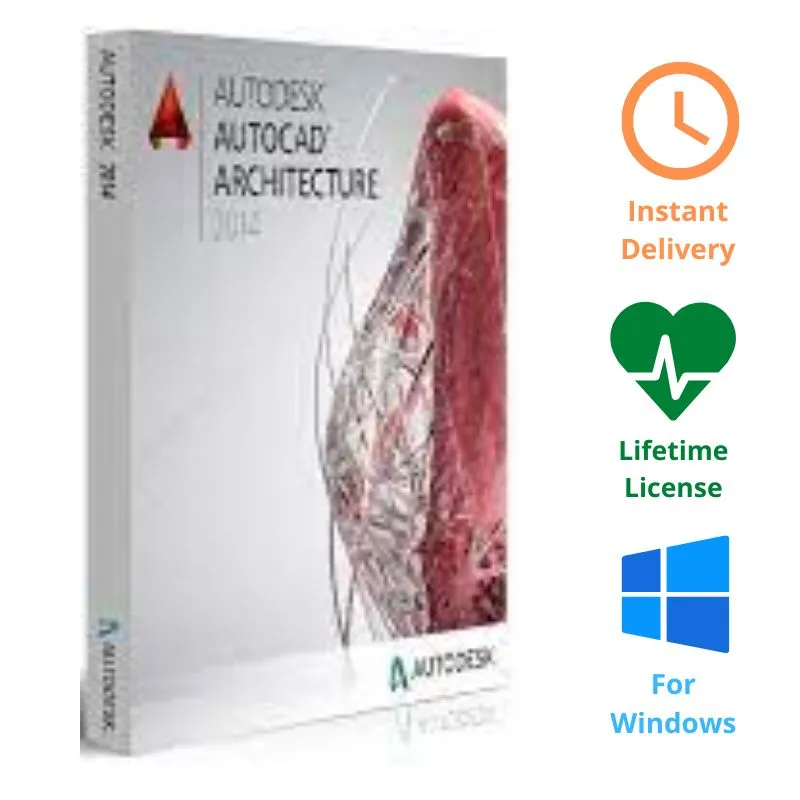 AUTODESK
AUTOCAD
ARCHITECTURE
2014
AUTODESK 2014
AUTODESK
AUTODESK
Instant
Delivery
Lifetime
License
For
Windows